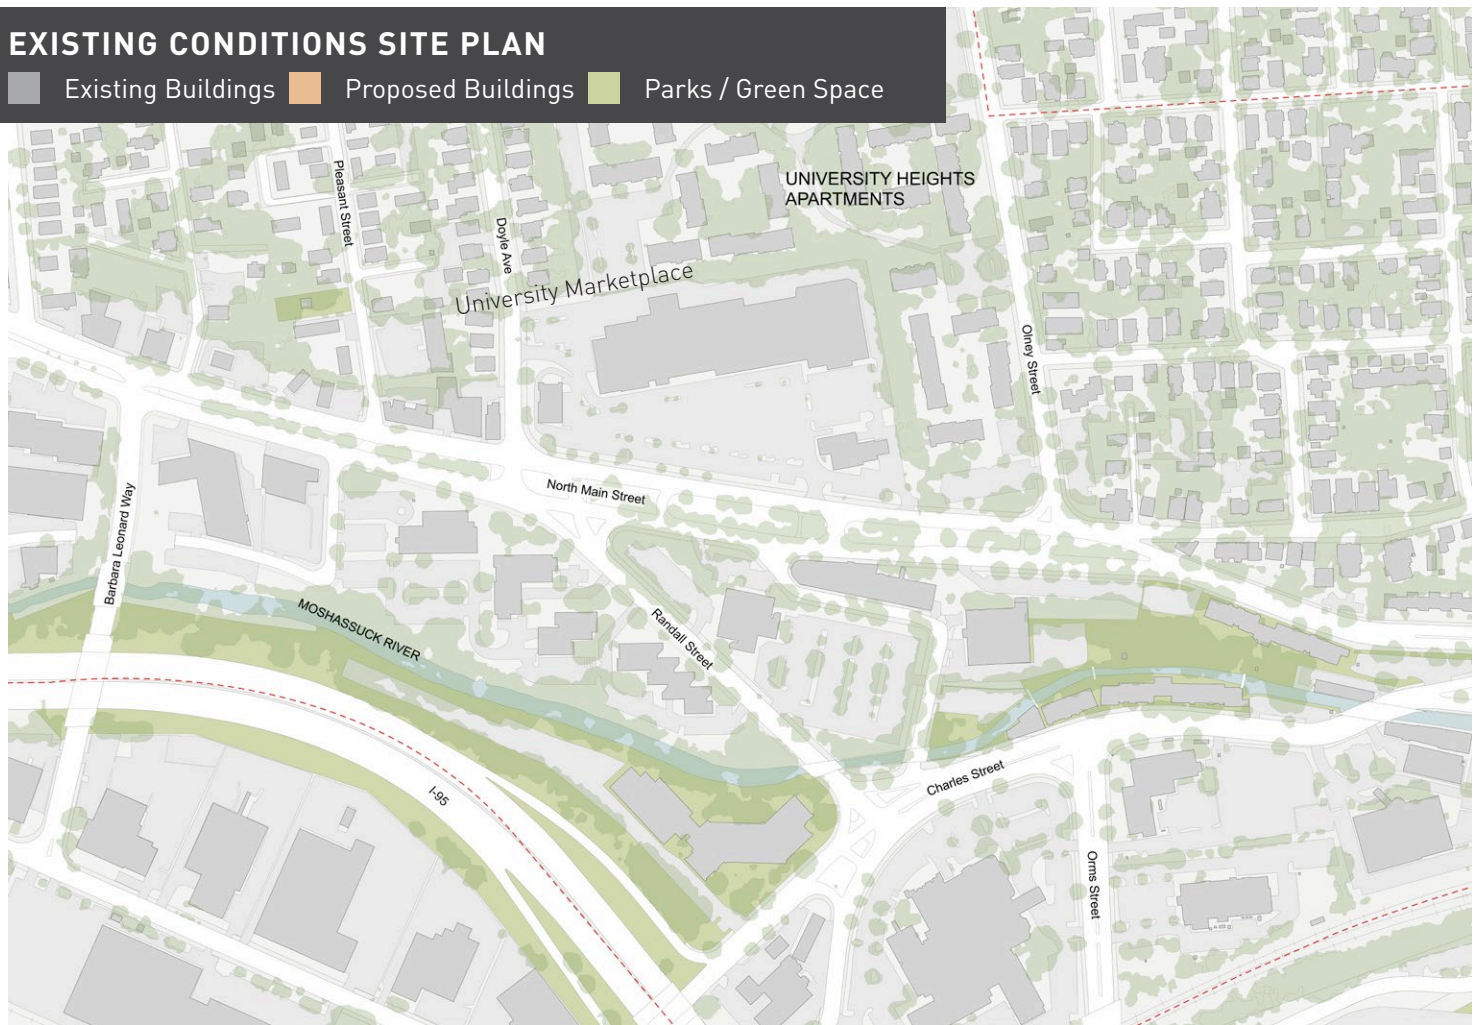 EXISTING CONDITIONS SITE PLAN
Existing Buildings
Proposed Buildings
Parks / Green Space
Pleasant Street
Doyle Ave
UNIVERSITY HEIGHTS
APARTMENTS
University Marketplace
Olney Street
North Main Street
Barbara Leonard Way
MOSHASSUCK RIVER
Randall Street
I-95
Charles Street
Orms Street